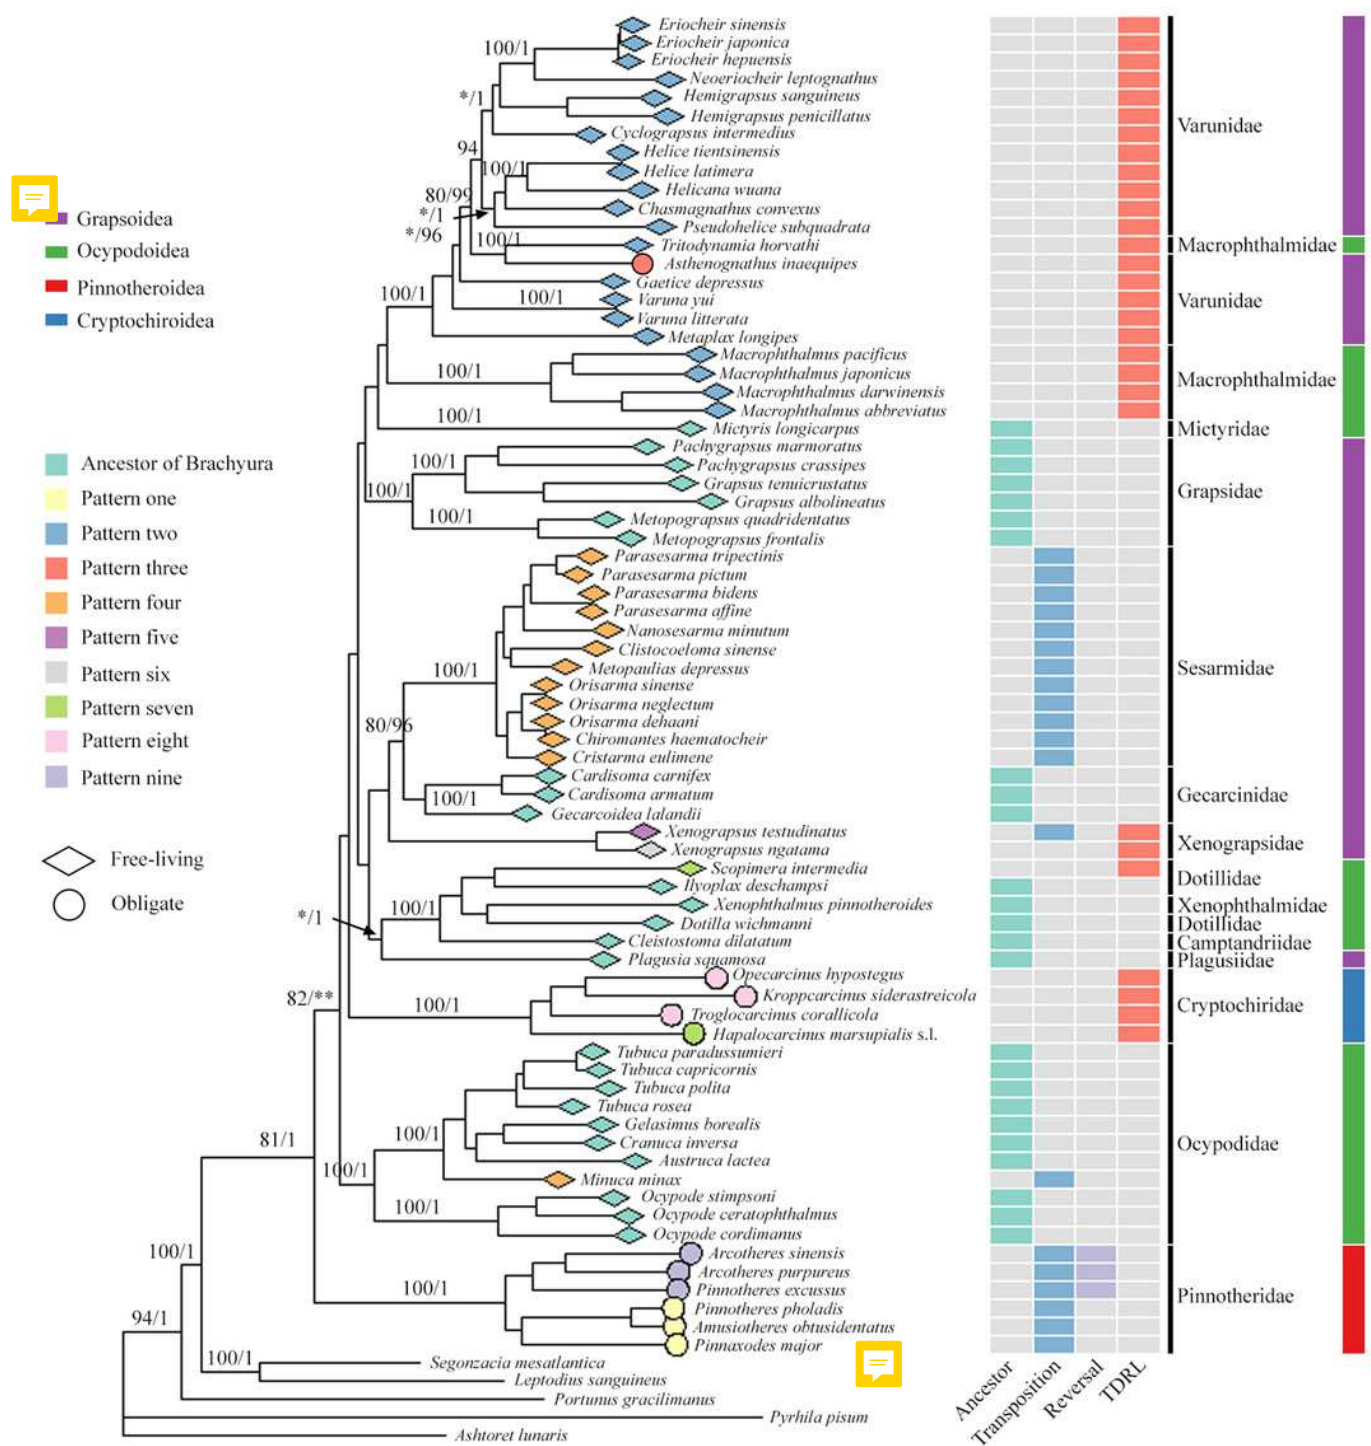 Grapsoidea
Ocypodoidea
Pinnotheroidea
Cryptochiroidea
Ancestor of Brachyura
Pattern one
Pattern two
Pattern three
Pattern four
Pattern five
Pattern six
Pattern seven
Pattern eight
Pattern nine
Free-living
Obligate
100/1
*/1
94
100/1
80/99
*/1
*/96
100/1
100/1
100/1
100/1
100/1
100/1
100/1
100/1
100/1
80/96
100/1
*/1
100/1
82/**
100/1
81/1
100/1
100/1
100/1
100/1
100/1
94/1
100/1
Eriocheir sinensis
Eriocheir japonica
Eriocheir hepuensis
Neoeriocheir leptognathus
Hemigrapsus sanguineus
Hemigrapsus penicillatus
Cyclograpsus intermedius
Helice tientsinensis
Helice latimera
Helicana wuana
Chasmagnathus convexus
Pseudohelice subquadrata
Tritodynamia horvathi
Asthenognathus inaequipes
Gaetice depressus
Varuna yui
Varuna litterata
Metaplax longipes
Macrophthalmus pacificus
Macrophthalmus japonicus
Macrophthalmus darwinensis
Macrophthalmus abbreviatus
Mictyris longicarpus
Pachygrapsus marmoratus
Pachygrapsus crassipes
Grapsus tenuicrustatus
Grapsus albolineatus
Metopograpsus quadridentatus
Metopograpsus frontalis
Parasesarma tripectinis
Parasesarma pictum
Parasesarma bidens
Parasesarma affine
Nanosesarma minutum
Clistocoeloma sinense
Metopaulias depressus
Orisarma sinense
Orisarma neglectum
Orisarma dehaani
Chiromantes haematocheir
Cristarma eulimene
Cardisoma carnifex
Cardisoma armatum
Gecarcoidea lalandii
Xenograpsus testudinatus
Xenograpsus ngatama
Scopimera intermedia
Ilyoplax deschampsi
Xenophthalmus pinnotheroides
Dotilla wichmanni
Cleistostoma dilatatum
Plagusia squamosa
Opecarcinus hypostegus
Kroppcarcinus siderastreicola
Troglocarcinus corallicola
Hapalocarcinus marsupialis s.l.
Tubuca paradussumieri
Tubuca capricornis
Tubuca polita
Tubuca rosea
Gelasimus borealis
Cranuca inversa
Austruca lactea
Minuca minax
Ocypode stimpsoni
Ocypode ceratophthalmus
Ocypode cordimanus
Arcotheres sinensis
Arcotheres purpureus
Pinnotheres excussus
Pinnotheres pholadis
Amusiotheres obtusidentatus
Pinnaxodes major
Segonzacia mesatlantica
Leptodius sanguineus
Portunus gracilimanus
Pyrhila pisum
Ashtoret lunaris
Varunidae
Macrophthalmidae
Varunidae
Macrophthalmidae
Mictyridae
Grapsidae
Sesarmidae
Gecarcinidae
Xenograpsidae
Dotillidae
Xenophthalmidae
Dotillidae
Camptandriidae
Plagusiidae
Cryptochiridae
Ocypodidae
Pinnotheridae
Ancestor
Transposition
Reversal
TDRL